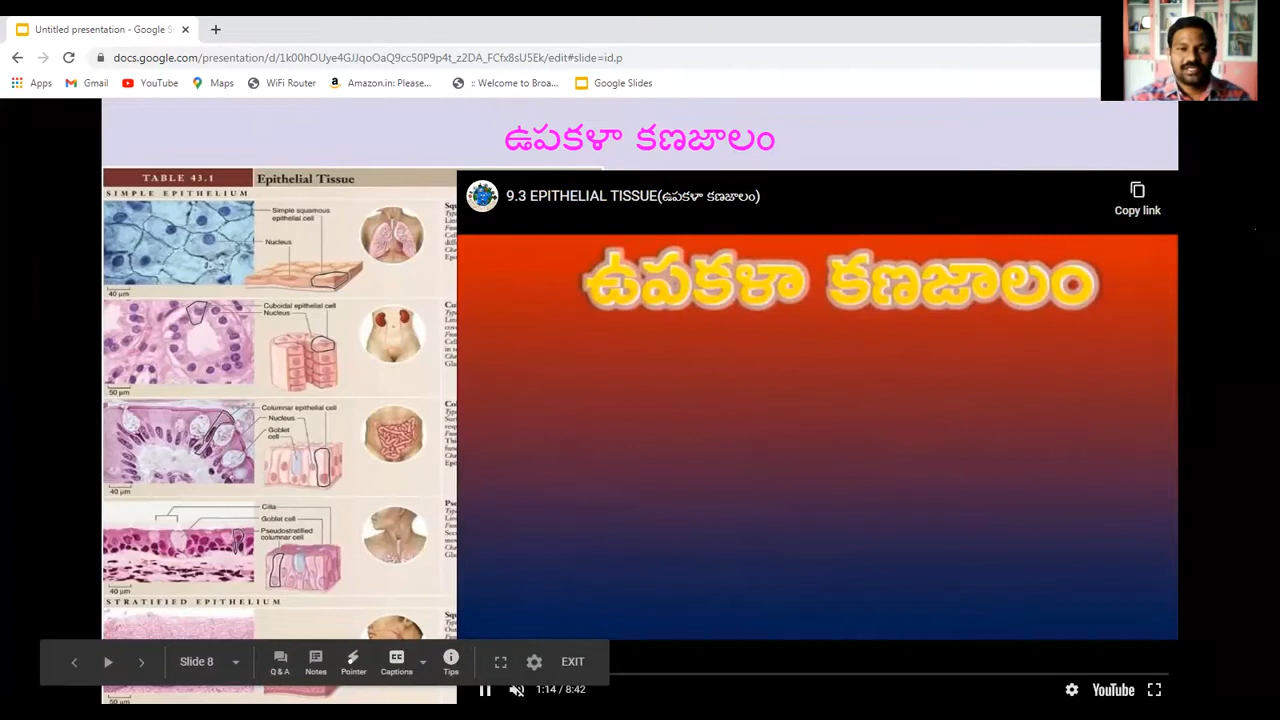 Untitled presentation - Google S
docs.google.com/presentation/d/1k00hOUye4GJJqoOaQ9cc50P9p4t_z2DA_FCfx8sU5Ek/edit#slide=id.p
Apps Gmail YouTube Maps WiFi Router Amazon.in: Please... :: Welcome to Broa... Google Slides
ఉపకళా కణజాలం
TABLE 43.1 Epithelial Tissue
SIMPLE EPITHELIUM
Simple squamous
epithelial cell
Nucleus
40 µm
Cuboidal epithelial cell
Nucleus
50 µm
Columnar epithelial cell
Nucleus
Goblet
cell
40 µm
Cilia
Goblet cell
Pseudostratified
columnar cell
40 µm
STRATIFIED EPITHELIUM
50 µm
9.3 EPITHELIAL TISSUE(ఉపకళా కణజాలం)
Copy link
ఉపకళా కణజాలం
Slide 8 Q & A Notes Pointer Captions Tips EXIT
1:14 / 8:42 YouTube